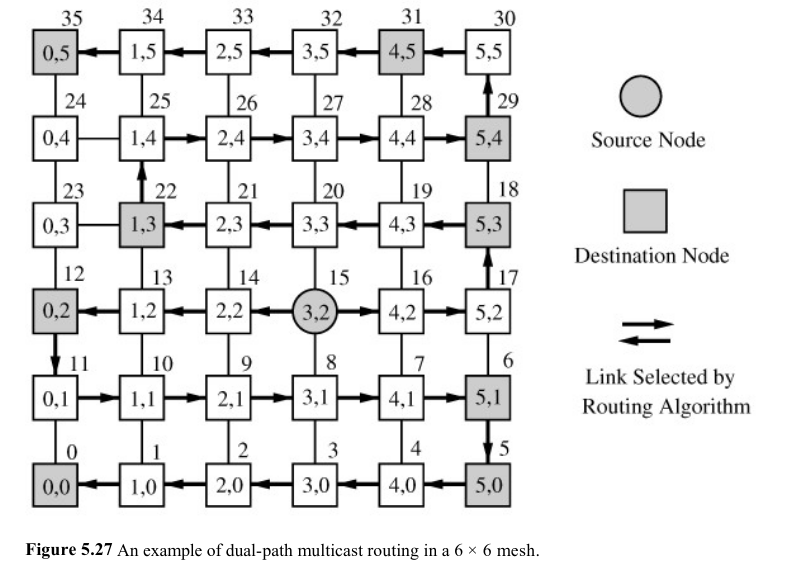 35 34 33 32 31 30
0,5 1,5 2,5 3,5 4,5 5,5
24 25 26 27 28 29
0,4 1,4 2,4 3,4 4,4 5,4
Source Node
23 22 21 20 19 18
0,3 1,3 2,3 3,3 4,3 5,3
Destination Node
12 13 14 15 16 17
0,2 1,2 2,2 3,2 4,2 5,2
11 10 9 8 7 6
0,1 1,1 2,1 3,1 4,1 5,1
Link Selected by
Routing Algorithm
0 1 2 3 4 5
0,0 1,0 2,0 3,0 4,0 5,0
Figure 5.27 An example of dual-path multicast routing in a 6 × 6 mesh.